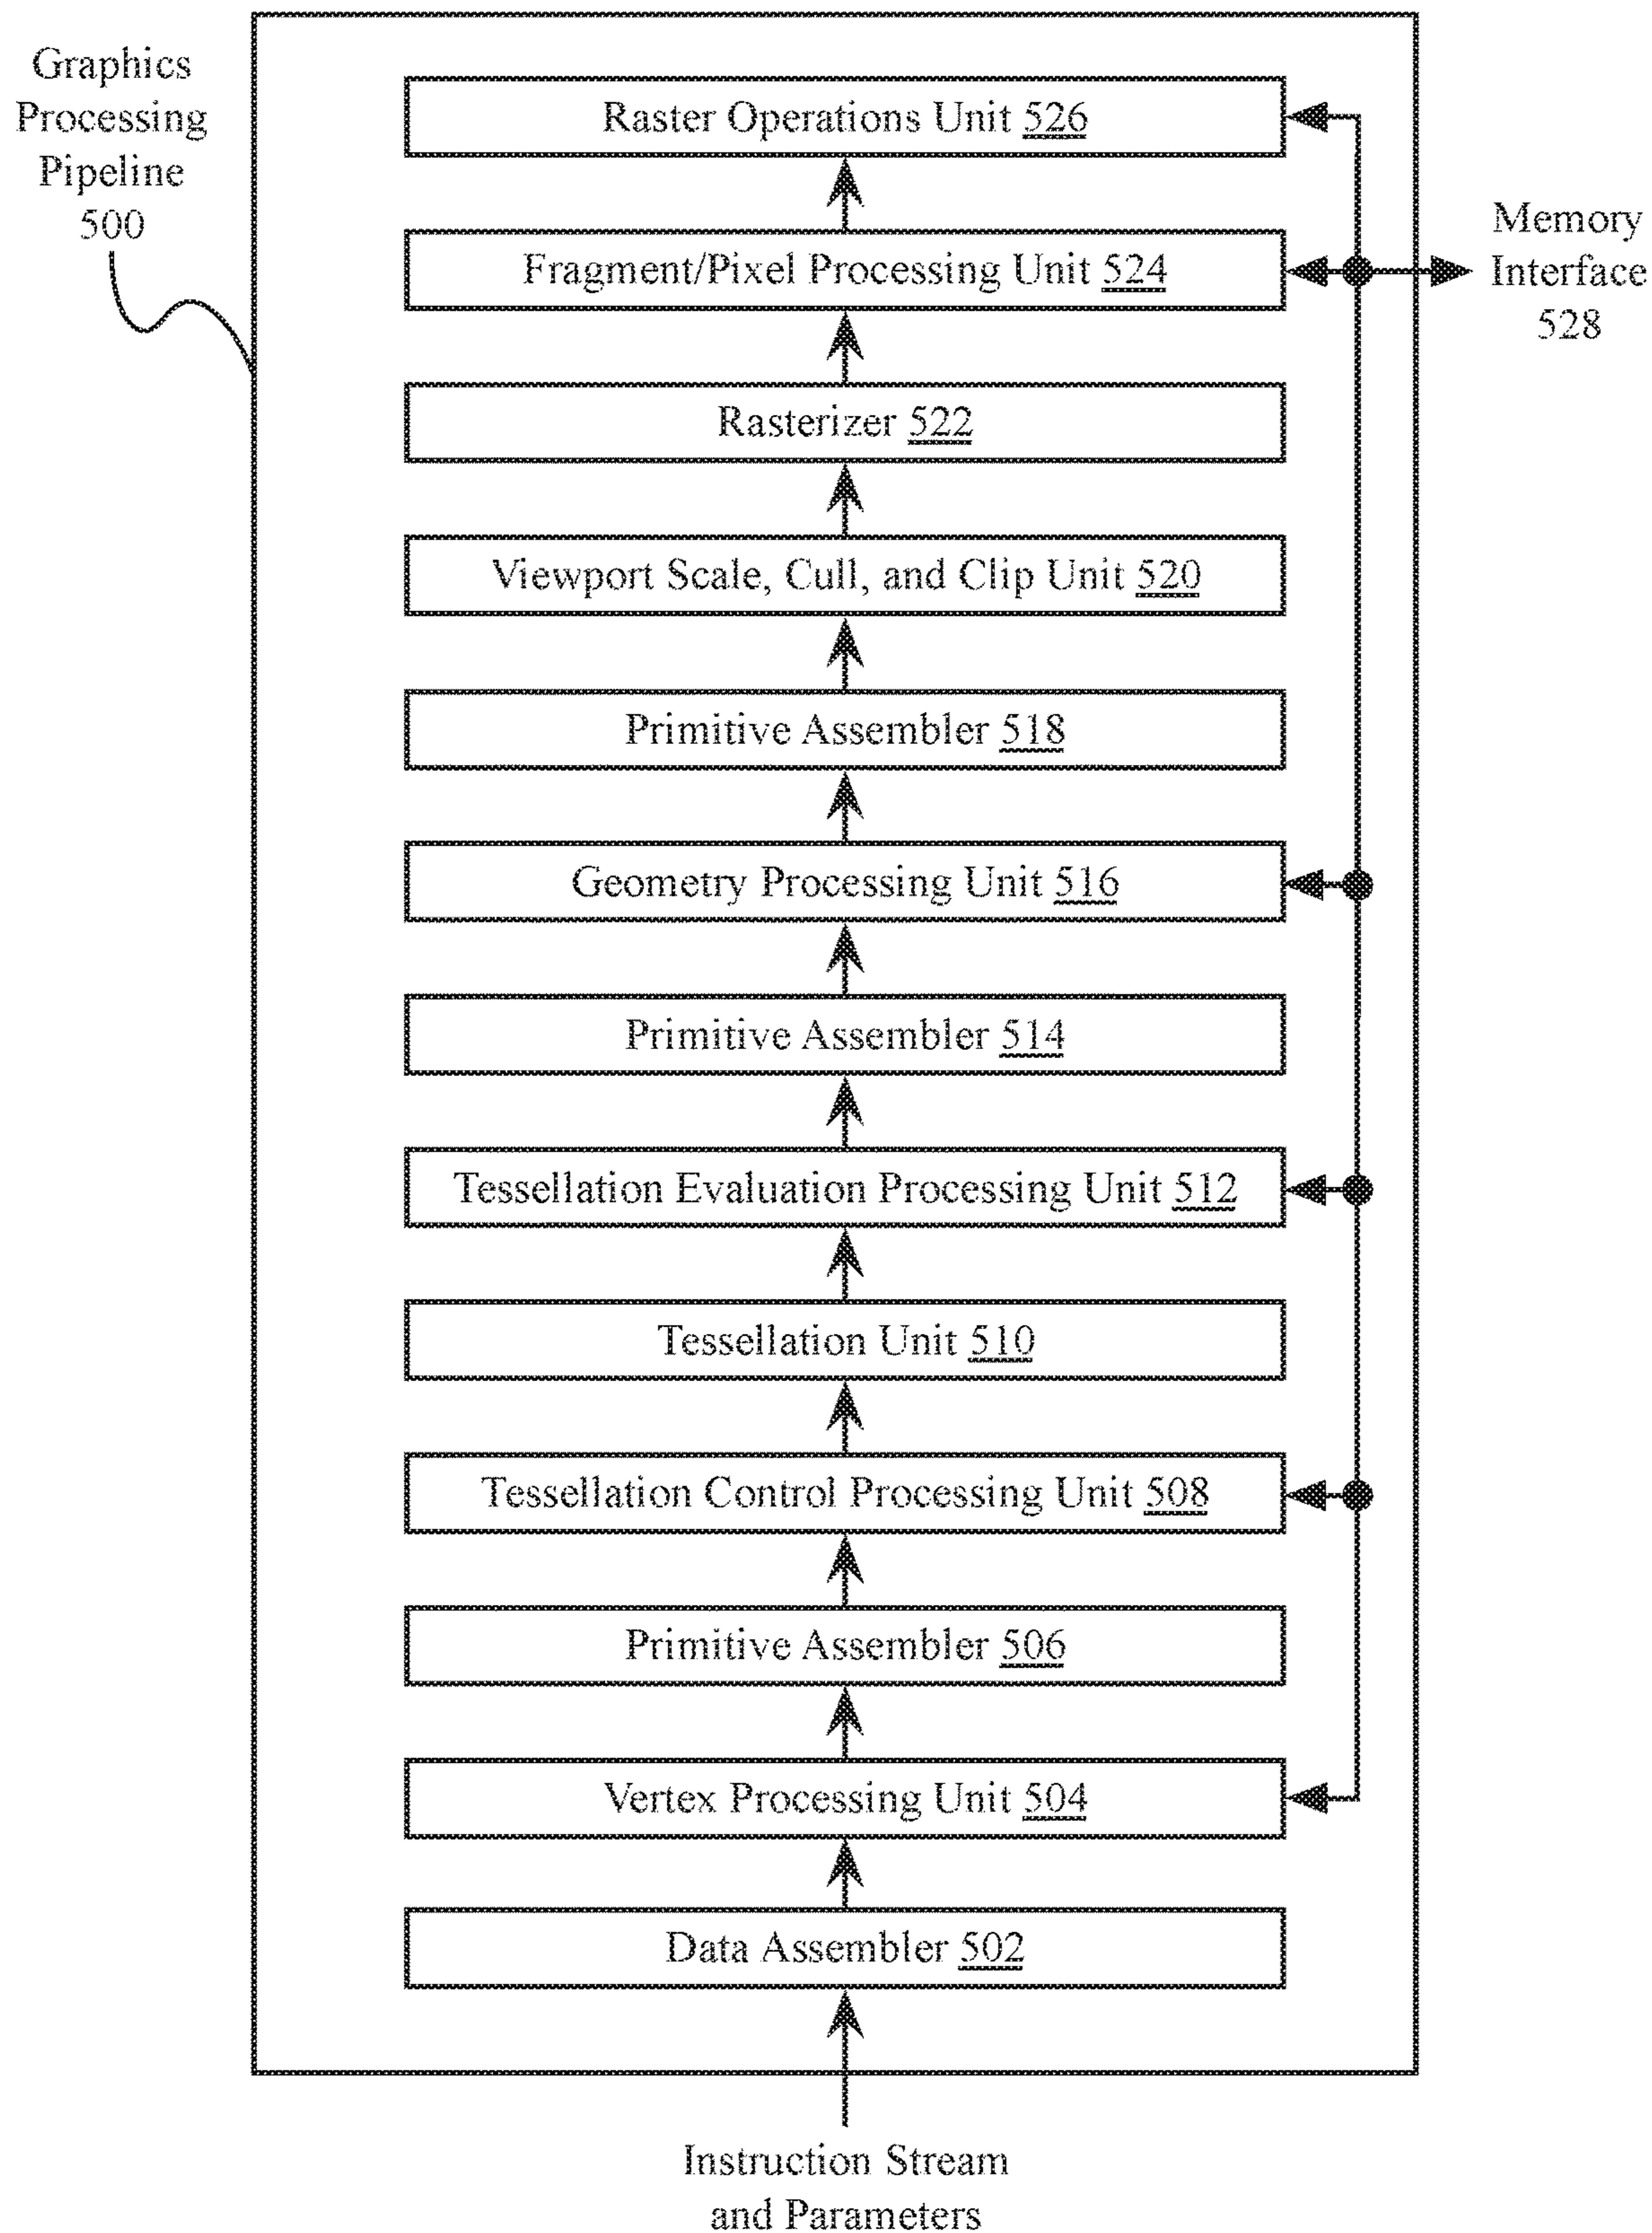 Graphics
Processing
Pipeline
500
Raster Operations Unit 526
Fragment/Pixel Processing Unit 524
Memory
Interface
528
Rasterizer 522
Viewport Scale, Cull, and Clip Unit 520
Primitive Assembler 518
Geometry Processing Unit 516
Primitive Assembler 514
Tessellation Evaluation Processing Unit 512
Tessellation Unit 510
Tessellation Control Processing Unit 508
Primitive Assembler 506
Vertex Processing Unit 504
Data Assembler 502
Instruction Stream
and Parameters